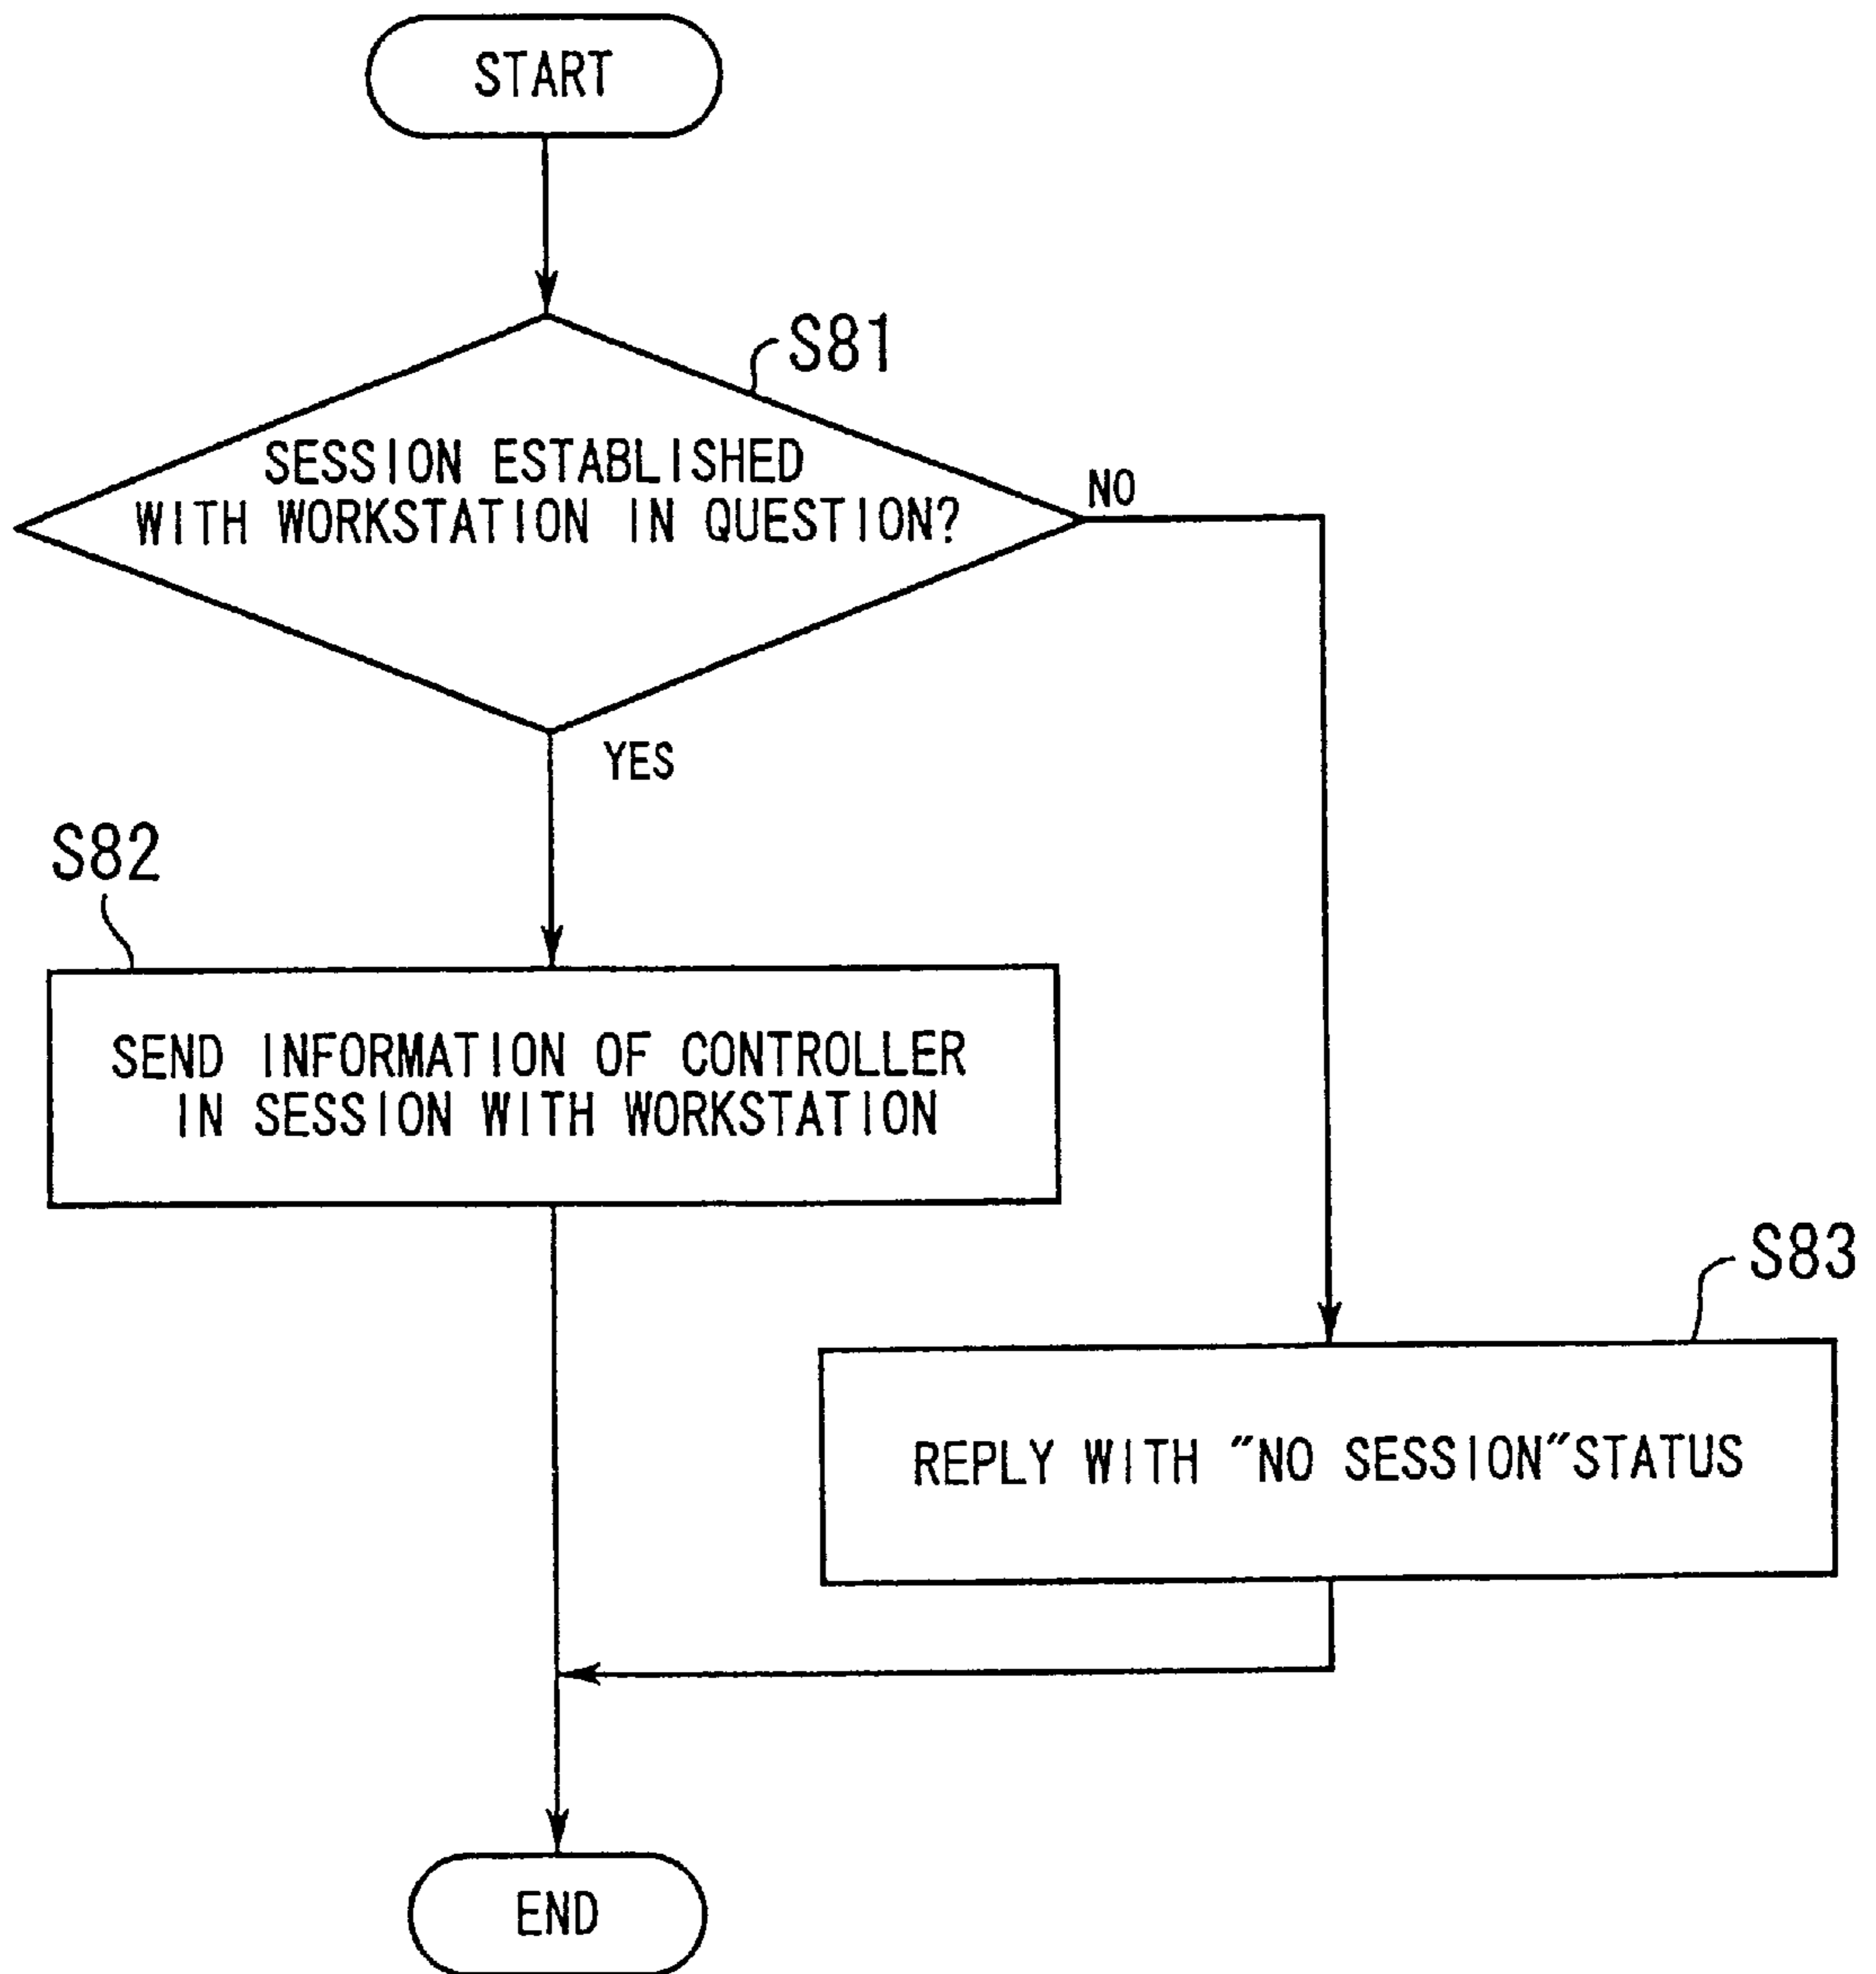 START
S81
SESSION ESTABLISHED
WITH WORKSTATION IN QUESTION?
NO
YES
S82
SEND INFORMATION OF CONTROLLER
IN SESSION WITH WORKSTATION
S83
REPLY WITH "NO SESSION"STATUS
END